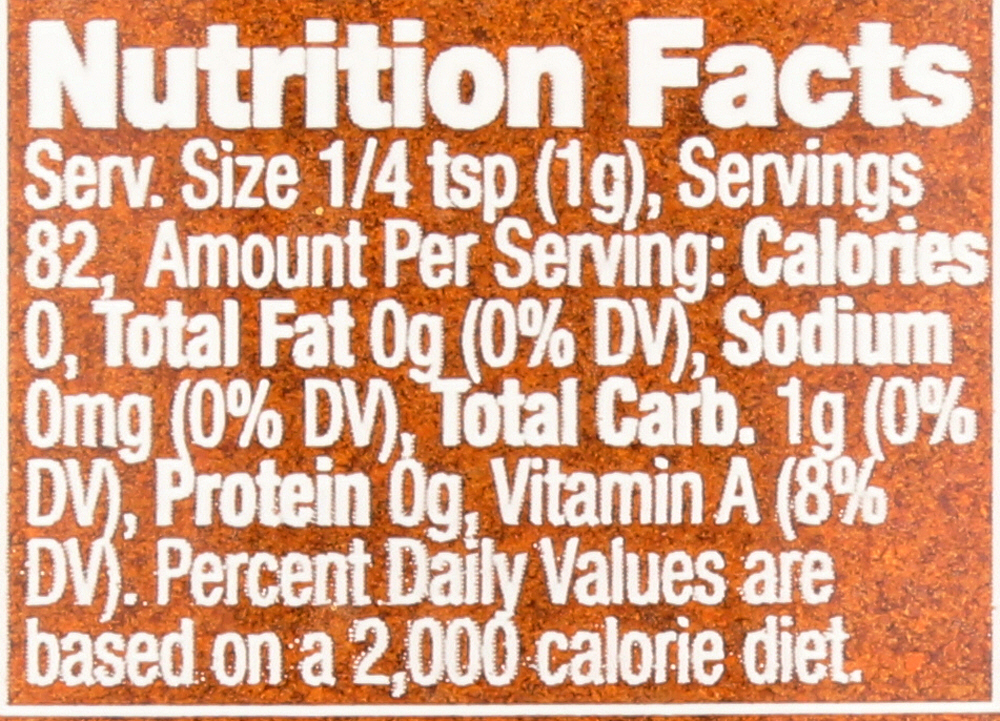 Nutrition Facts
Serv. Size 1/4 tsp (1g), Servings
82, Amount Per Serving: Calories
0, Total Fat 0g (0% DV), Sodium
0mg (0% DV), Total Carb. 1g (0%
DV), Protein 0g, Vitamin A (8%
DV). Percent Daily Values are
based on a 2,000 calorie diet.